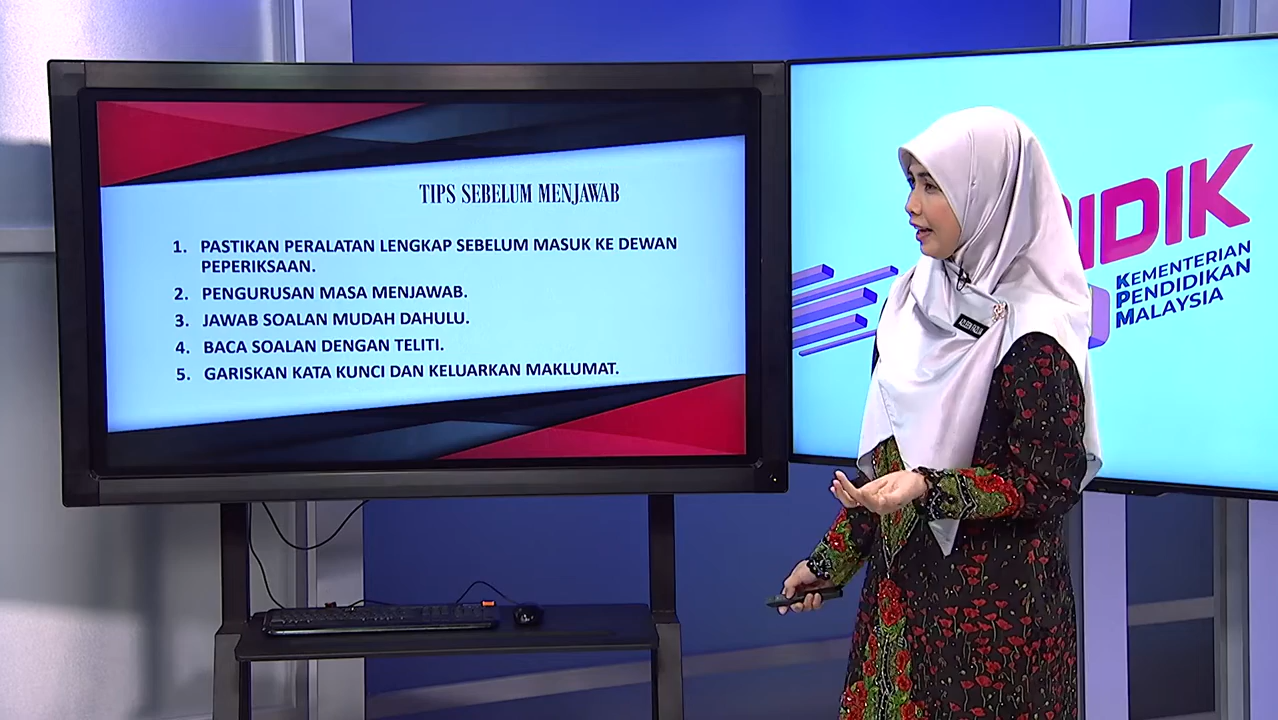 TIPS SEBELUM MENJAWAB
1. PASTIKAN PERALATAN LENGKAP SEBELUM MASUK KE DEWAN
PEPERIKSAAN.
2. PENGURUSAN MASA MENJAWAB.
3. JAWAB SOALAN MUDAH DAHULU.
4. BACA SOALAN DENGAN TELITI.
5. GARISKAN KATA KUNCI DAN KELUARKAN MAKLUMAT.
KEMENTERIAN
PENDIDIKAN
MALAYSIA